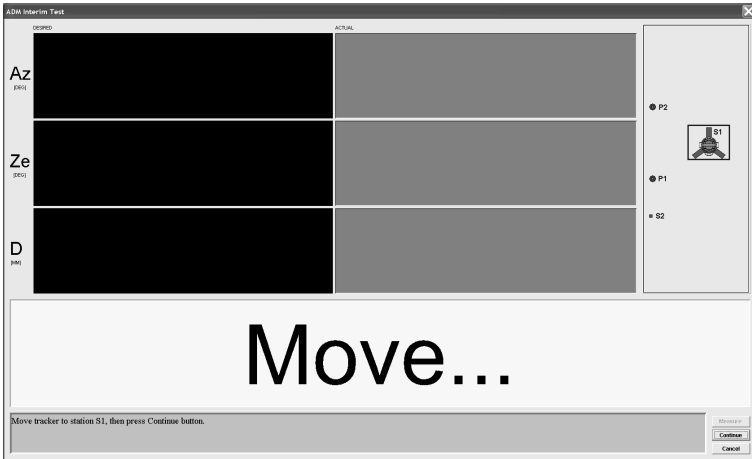 ADM Interim Test
DESIRED
ACTUAL
Az
[DEG]
Ze
[DEG]
D
[MM]
P2
S1
P1
S2
Move...
Move tracker to station S1, then press Continue button.
Measure
Continue
Cancel